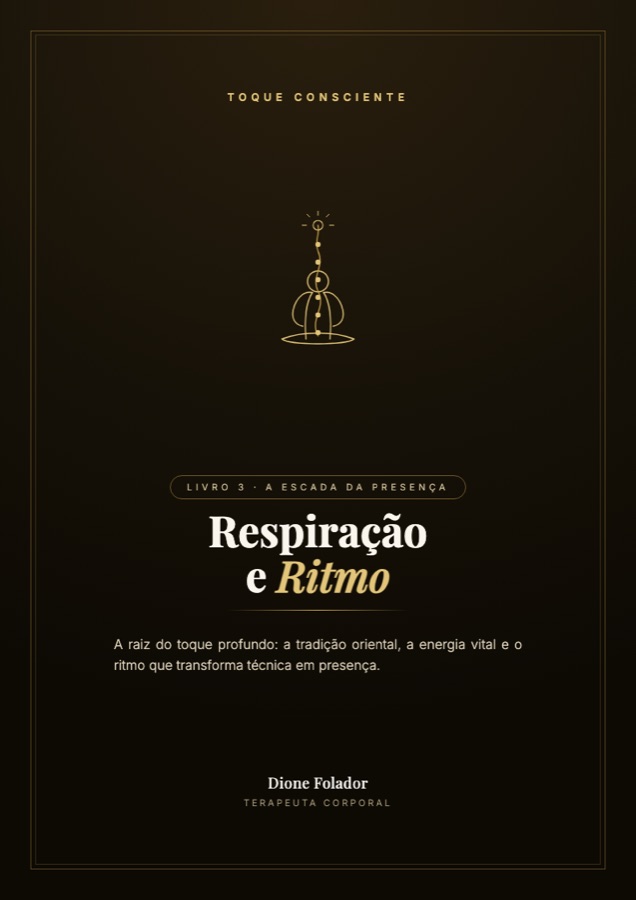 TOQUE CONSCIENTE
LIVRO 3 · A ESCADA DA PRESENÇA
Respiração
e Ritmo
A raiz do toque profundo: a tradição oriental, a energia vital e o
ritmo que transforma técnica em presença.
Dione Folador
TERAPEUTA CORPORAL